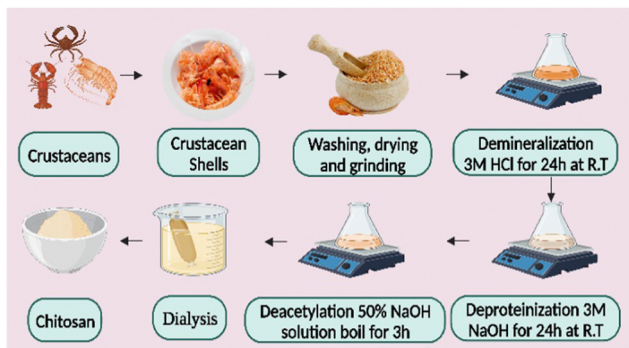 Crustaceans
Crustacean
Shells
Washing, drying
and grinding
Demineralization
3M HCl for 24h at R.T
Deproteinization 3M
NaOH for 24h at R.T
Deacetylation 50% NaOH
solution boil for 3h
Dialysis
Chitosan